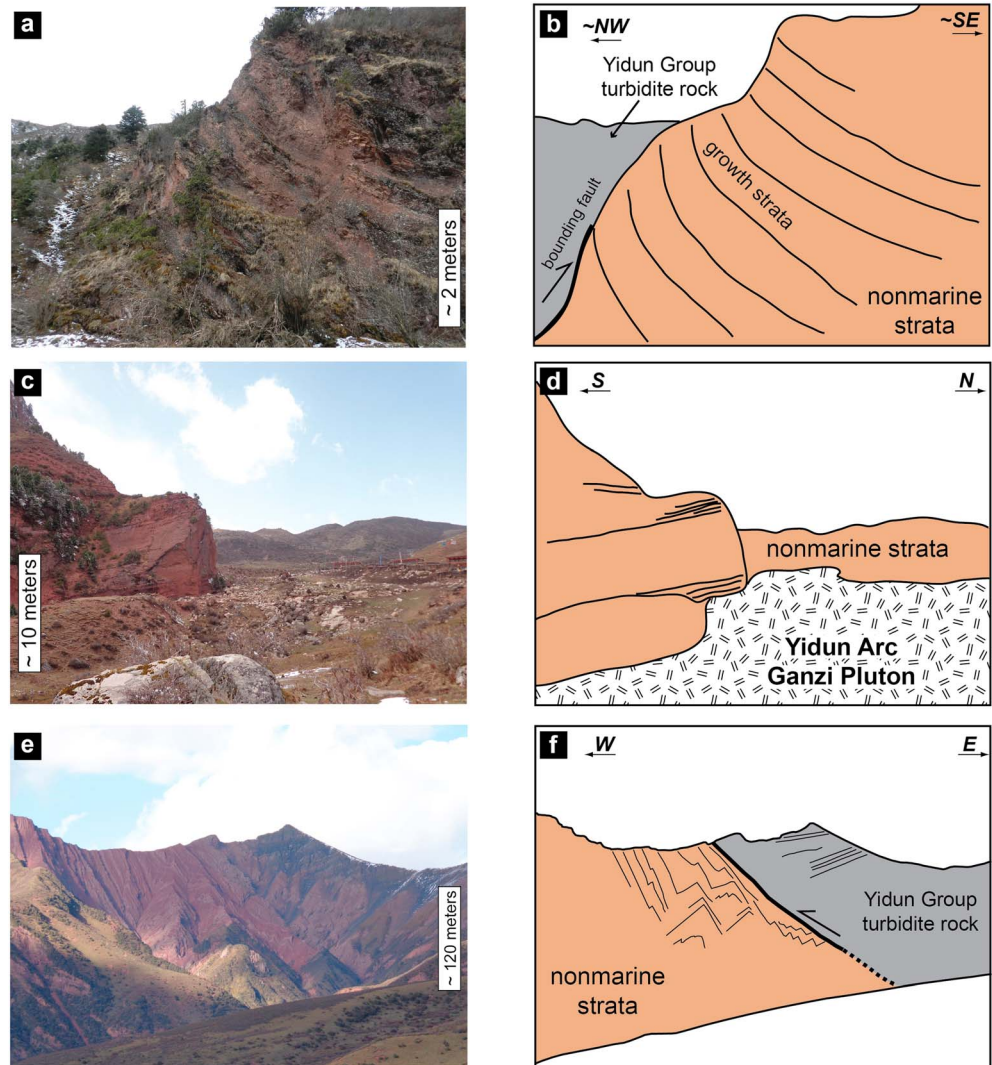 a
~ 2 meters
b
~NW
~SE
Yidun Group
turbidite rock
bounding fault
growth strata
nonmarine
strata
c
~ 10 meters
d
S
N
nonmarine strata
Yidun Arc
Ganzi Pluton
e
~ 120 meters
f
W
E
Yidun Group
turbidite rock
nonmarine
strata